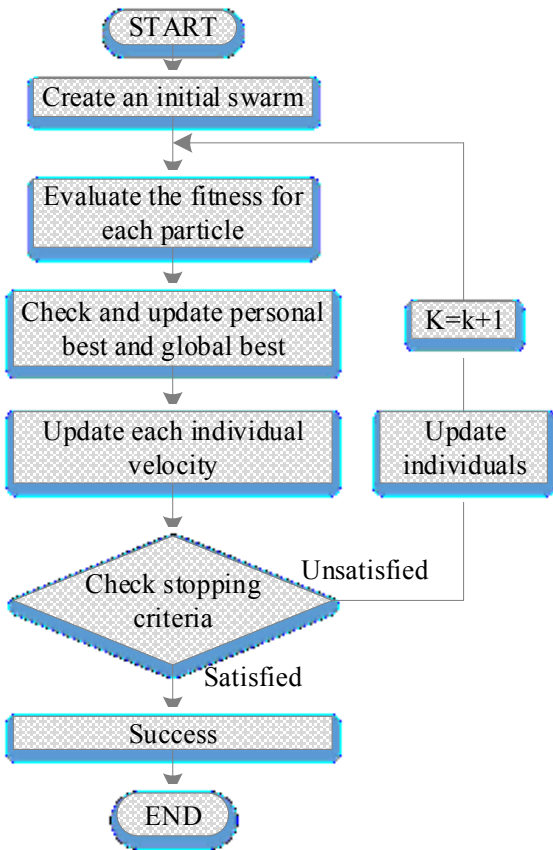 START
Create an initial swarm
Evaluate the fitness for
each particle
Check and update personal
best and global best
K=k+1
Update each individual
velocity
Update
individuals
Check stopping
criteria
Unsatisfied
Satisfied
Success
END